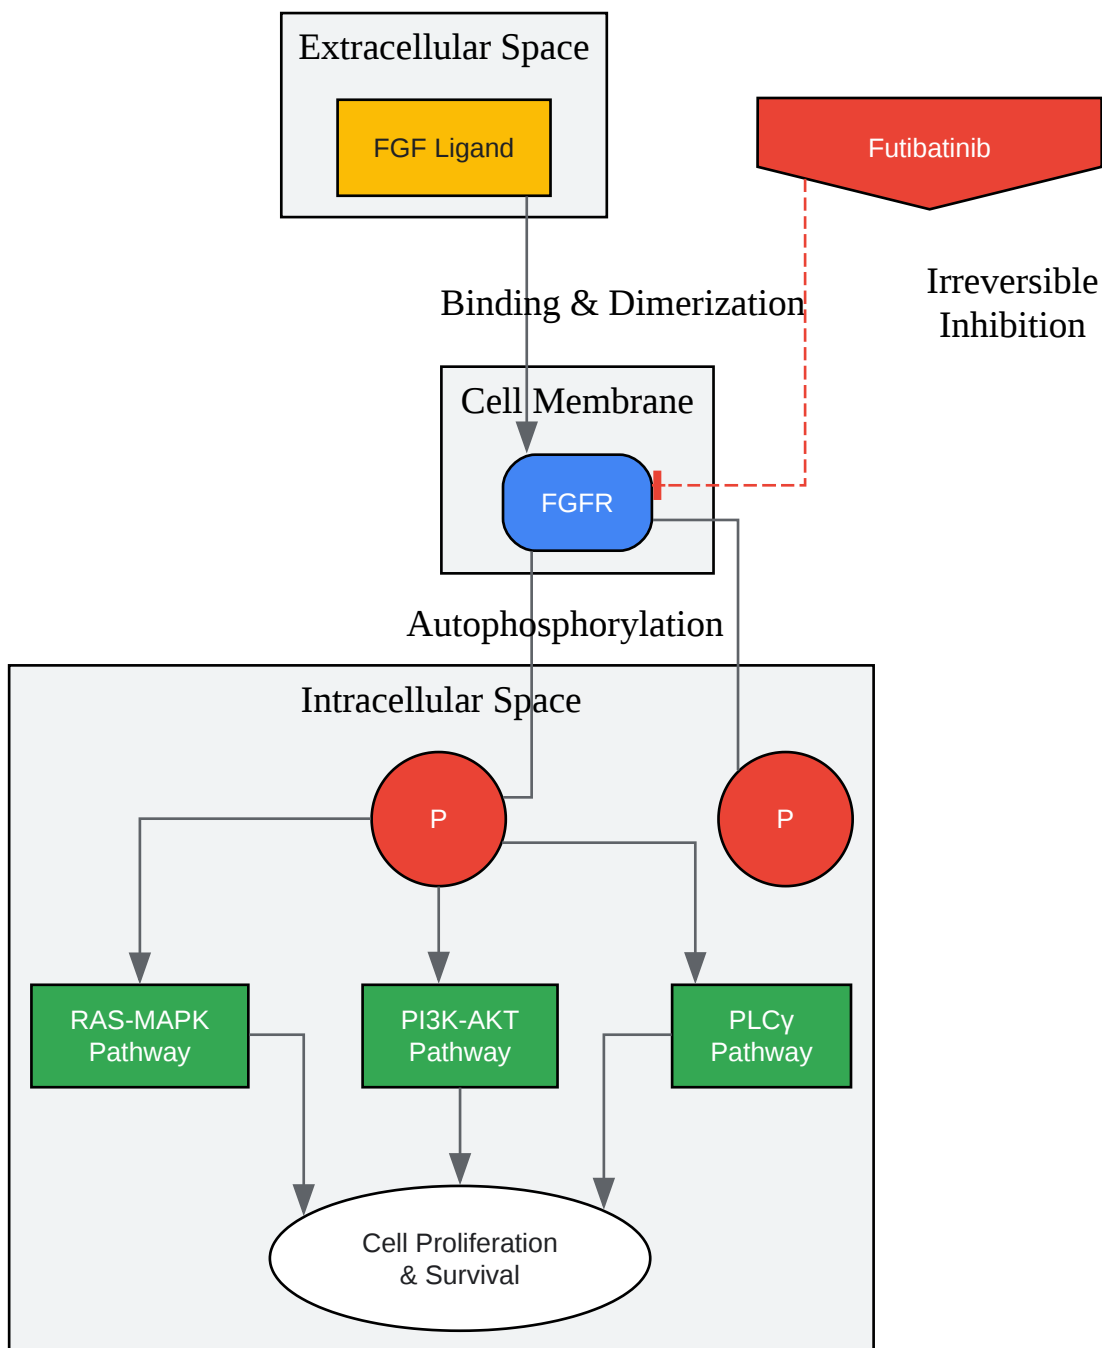 Extracellular Space
FGF Ligand
Futibatinib
Binding & Dimerization
Irreversible
Inhibition
Cell Membrane
FGFR
Autophosphorylation
Intracellular Space
P
P
RAS-MAPK
Pathway
PI3K-AKT
Pathway
PLCγ
Pathway
Cell Proliferation
& Survival